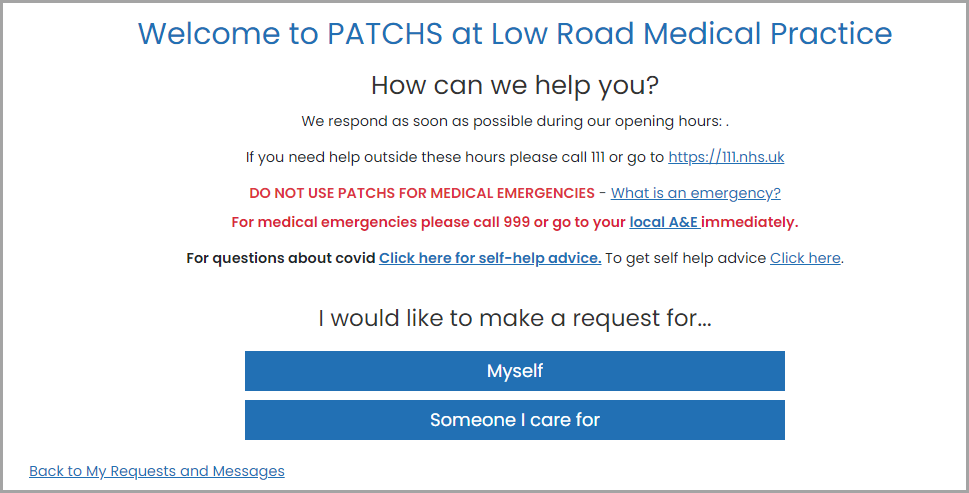 Welcome to PATCHS at Low Road Medical Practice
How can we help you?
We respond as soon as possible during our opening hours: .
If you need help outside these hours please call 111 or go to https://111.nhs.uk
DO NOT USE PATCHS FOR MEDICAL EMERGENCIES - What is an emergency?
For medical emergencies please call 999 or go to your local A&E immediately.
For questions about covid Click here for self-help advice. To get self help advice Click here.
I would like to make a request for...
Myself
Someone I care for
Back to My Requests and Messages